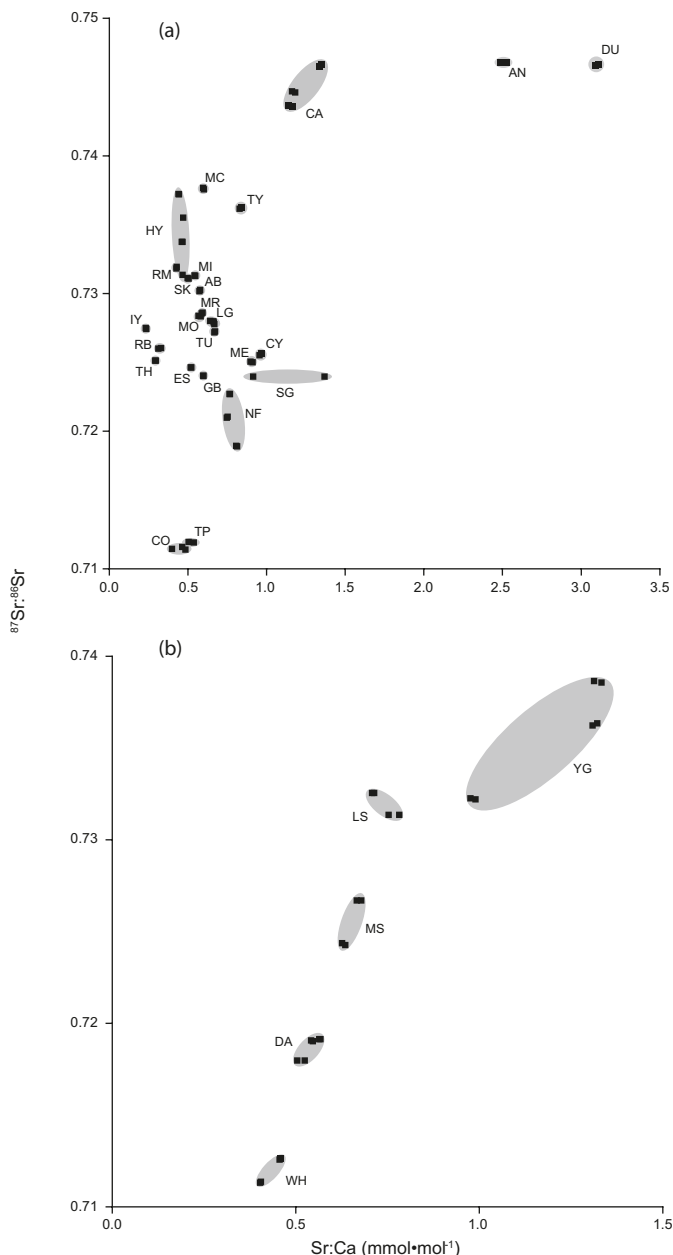 0.75
(a)
DU
AN
CA
0.74
MC
TY
HY
0.73
RM
MI
SK
AB
MR
IY
MO
LG
TU
RB
ME
CY
TH
ES
GB
SG
0.72
NF
CO
TP
0.71
0.0 0.5 1.0 1.5 2.0 2.5 3.0 3.5
⁸⁷Sr:⁸⁶Sr
0.74
(b)
YG
0.73
LS
MS
0.72
DA
WH
0.71
0 0.5 1.0 1.5
Sr:Ca (mmol•mol⁻¹)